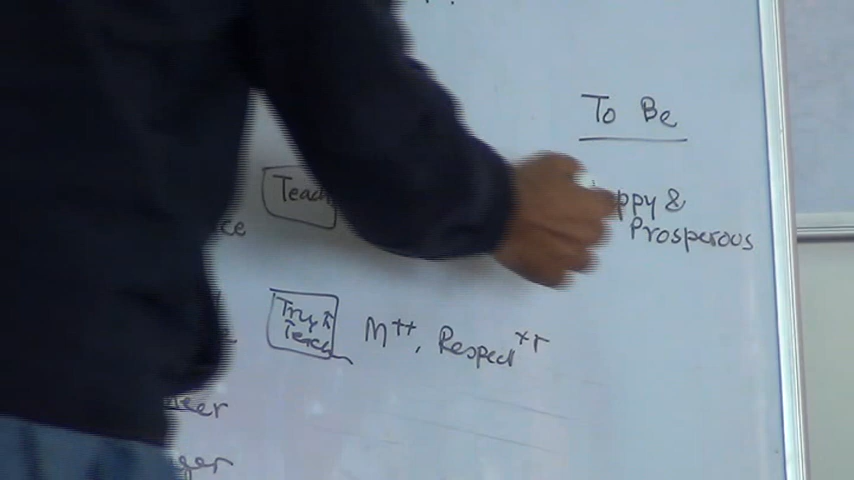 To Be
Teach
ppy &
Prosperous
ce
Try π
Teach
M++, Respect++
eer
ger